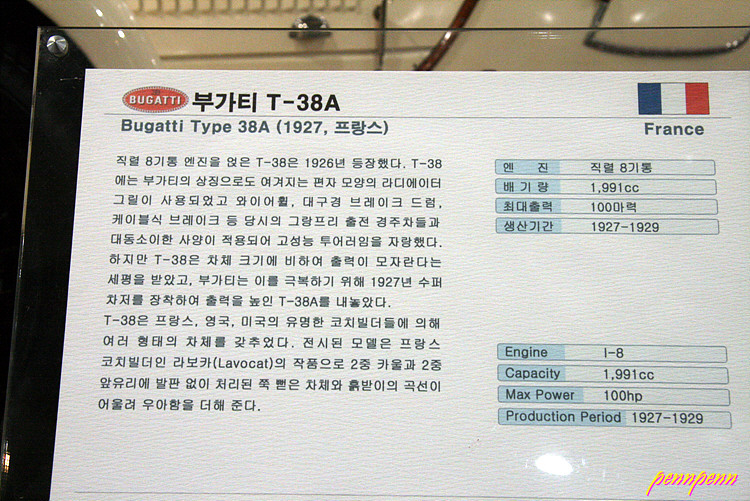 BUGATTI 부가티 T-38A
Bugatti Type 38A (1927, 프랑스)
France
직렬 8기통 엔진을 얹은 T-38은 1926년 등장했다. T-38
에는 부가티의 상징으로도 여겨지는 편자 모양의 라디에이터
그릴이 사용되었고 와이어휠, 대구경 브레이크 드럼,
케이블식 브레이크 등 당시의 그랑프리 출전 경주차들과
대동소이한 사양이 적용되어 고성능 투어러임을 자랑했다.
하지만 T-38은 차체 크기에 비하여 출력이 모자란다는
세평을 받았고, 부가티는 이를 극복하기 위해 1927년 수퍼
차저를 장착하여 출력을 높인 T-38A를 내놓았다.
T-38은 프랑스, 영국, 미국의 유명한 코치빌더들에 의해
여러 형태의 차체를 갖추었다. 전시된 모델은 프랑스
코치빌더인 라보카(Lavocat)의 작품으로 2중 카울과 2중
앞유리에 발판 없이 처리된 쭉 뻗은 차체와 흙받이의 곡선이
어울려 우아함을 더해 준다.
엔 진 직렬 8기통
배 기 량 1,991cc
최대출력 100마력
생산기간 1927-1929
Engine I-8
Capacity 1,991cc
Max Power 100hp
Production Period 1927-1929
pennpenn